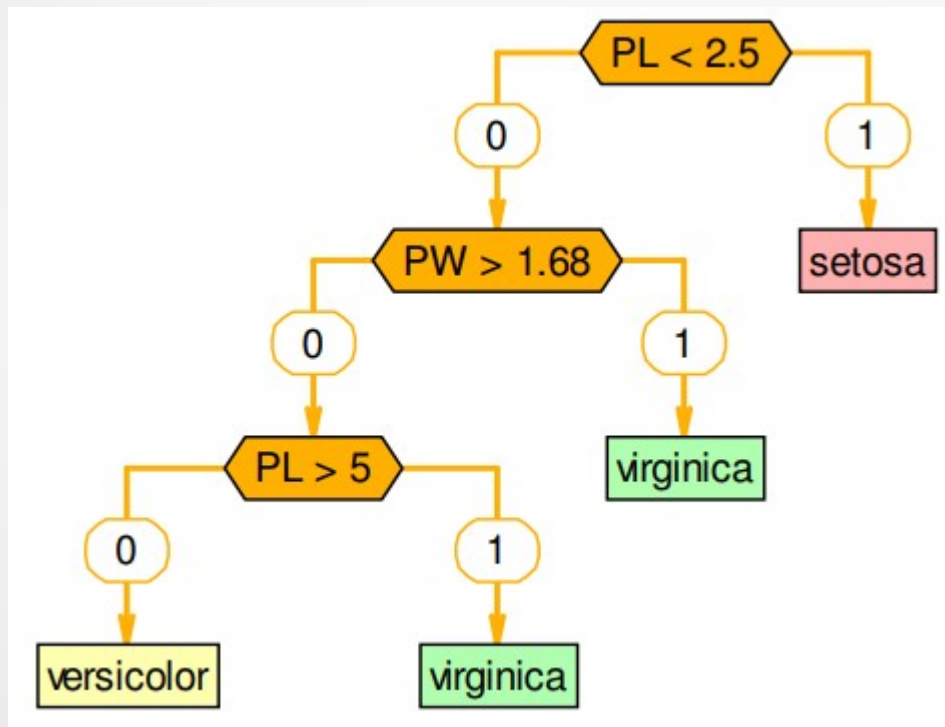 PL < 2.5
0
1
PW > 1.68
setosa
0
1
PL > 5
virginica
0
1
versicolor
virginica